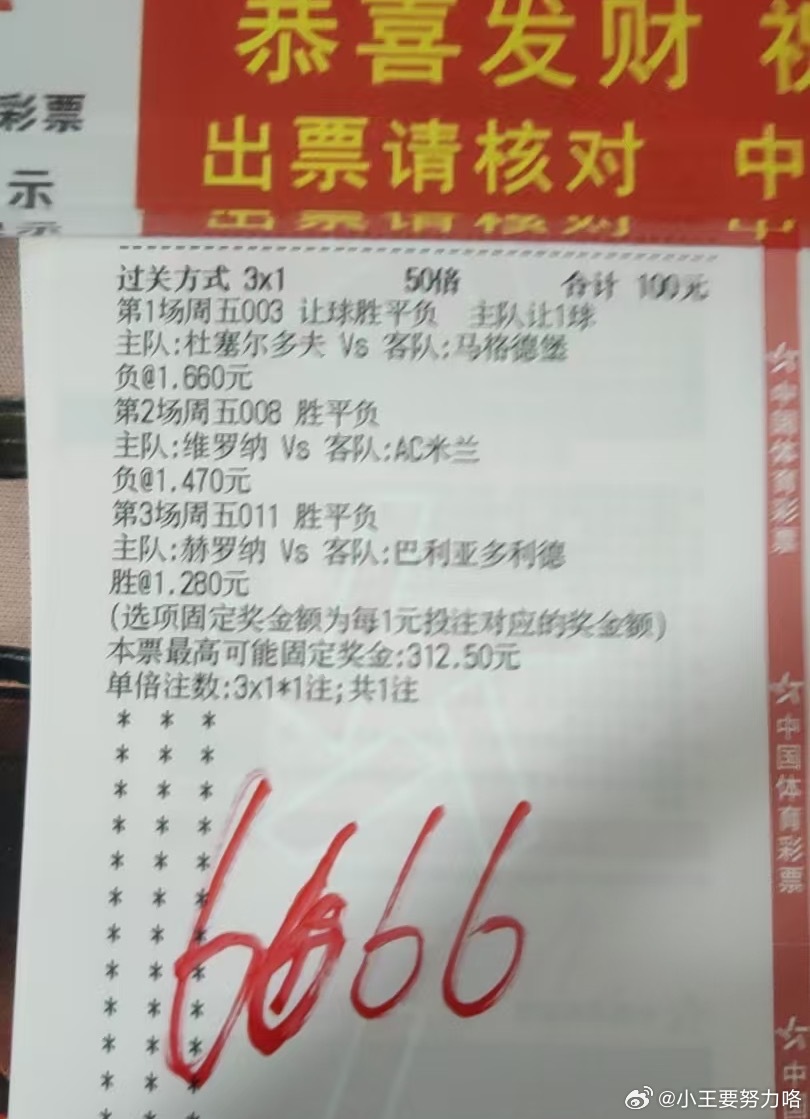 恭喜发财 祝
彩票
出票请核对 中
示
过关方式 3x1 50倍 合计 100元
第1场周五003 让球胜平负 主队让1球
主队:杜塞尔多夫 Vs 客队:马格德堡
负@1.660元
第2场周五008 胜平负
主队:维罗纳 Vs 客队:AC米兰
负@1.470元
第3场周五011 胜平负
主队:赫罗纳 Vs 客队:巴利亚多利德
胜@1.280元
(选项固定奖金额为每1元投注对应的奖金额)
本票最高可能固定奖金:312.50元
单倍注数:3x1*1注;共1注
* * *
* * *
* * *
* * *
* * *
* * *
* * *
* * *
* * *
* * *
* * *
* * *
6666
中国体育彩票
中国体育彩票
中
@小王要努力咯